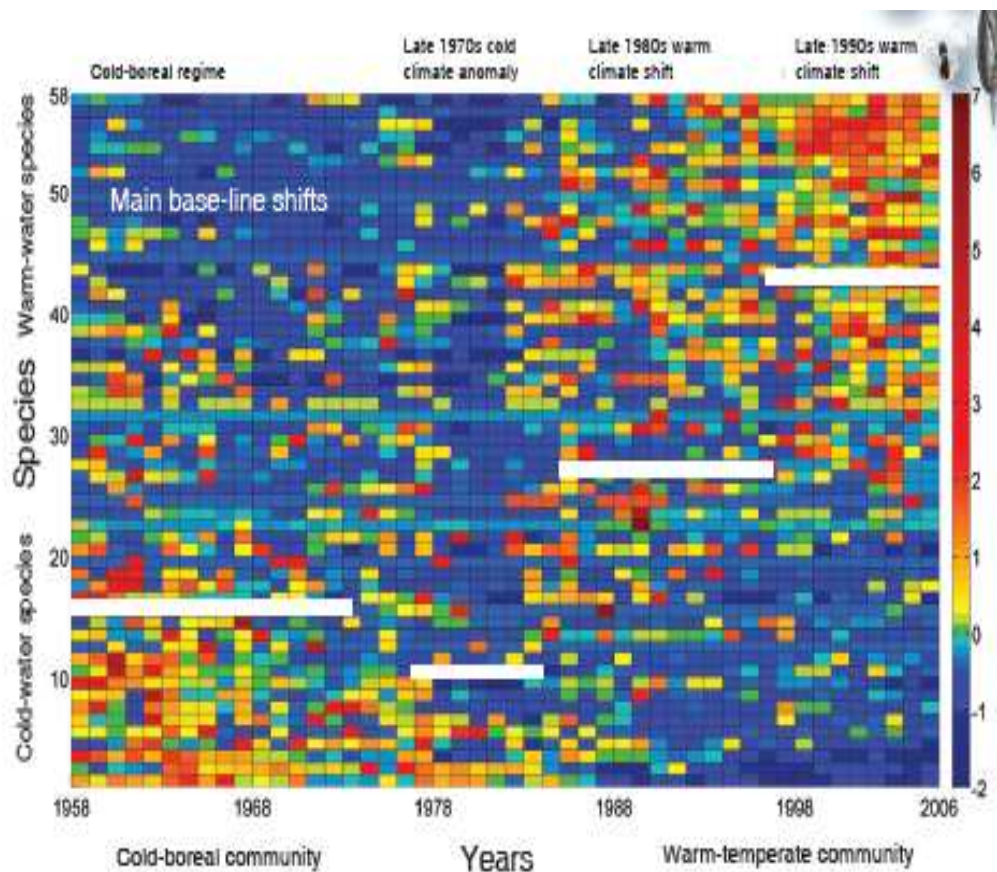 Cold-boreal regime
Late 1970s cold
climate anomaly
Late 1980s warm
climate shift
Late 1990s warm
climate shift
Main base-line shifts
Species
Warm-water species
Cold-water species
58
50
40
30
20
10
7
6
5
4
3
2
1
0
-1
-2
1958
1968
1978
1988
1998
2006
Cold-boreal community
Years
Warm-temperate community